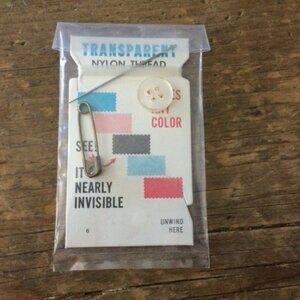 TRANSPARENT
NYLON THREAD
COLOR
SEE
IT'S
NEARLY
INVISIBLE
UNWIND
HERE
6